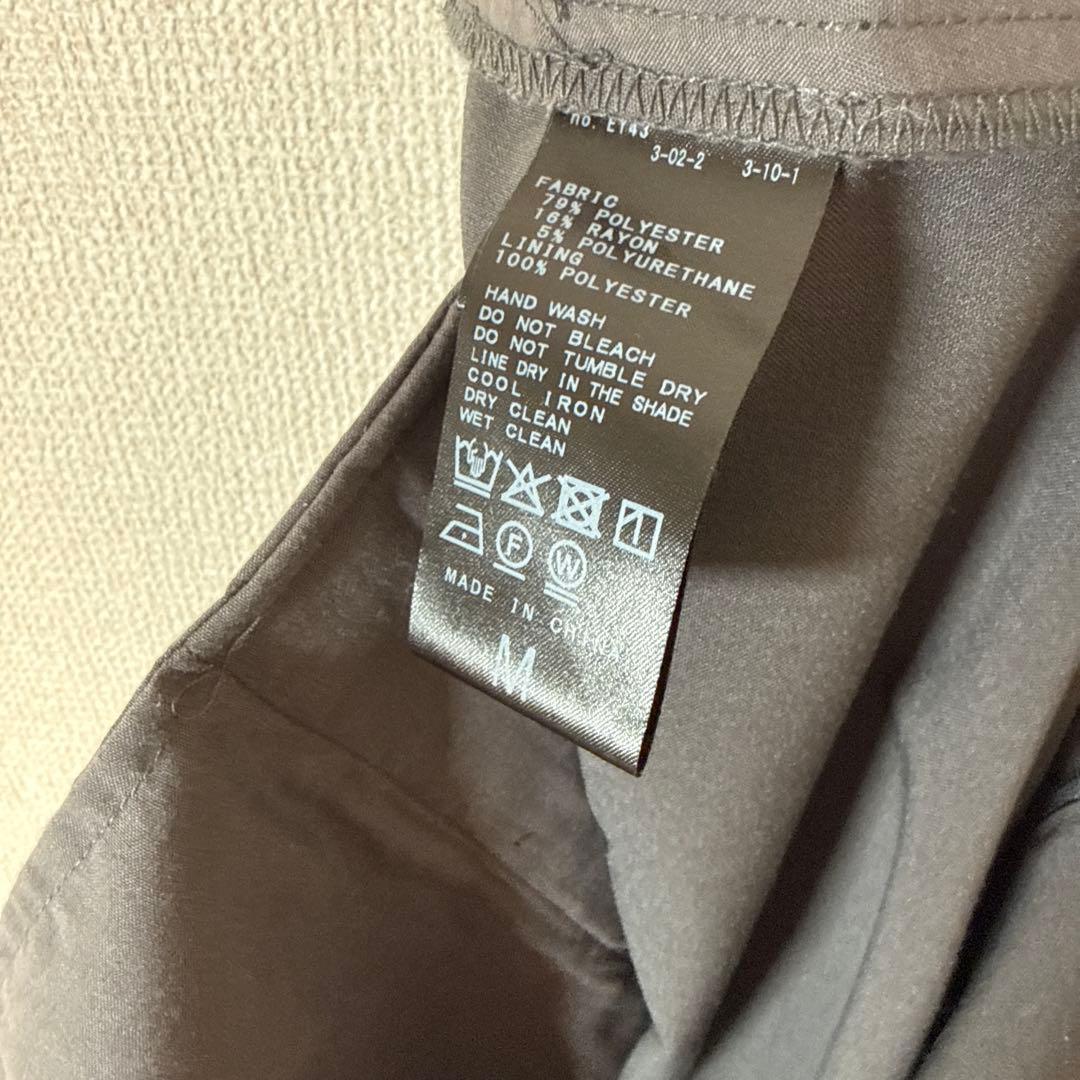 no. E143
3-02-2 3-10-1
FABRIC
79% POLYESTER
16% RAYON
5% POLYURETHANE
LINING
100% POLYESTER
HAND WASH
DO NOT BLEACH
DO NOT TUMBLE DRY
LINE DRY IN THE SHADE
COOL IRON
DRY CLEAN
WET CLEAN
F W
MADE IN CHINA
M